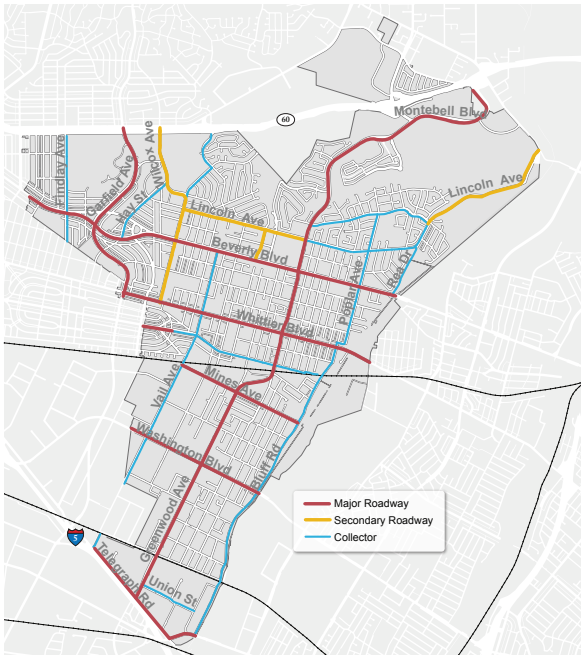 Montebell Blvd
60
Wilcox Ave
Findlay Ave
Garfield Ave
Hay St
Lincoln Ave
Lincoln Ave
Beverly Blvd
Rea Dr
Poplar Ave
Whittier Blvd
Vail Ave
Mines Ave
Washington Blvd
Bluff Rd
Greenwood Ave
Major Roadway
Secondary Roadway
Collector
5
Telegraph Rd
Union St